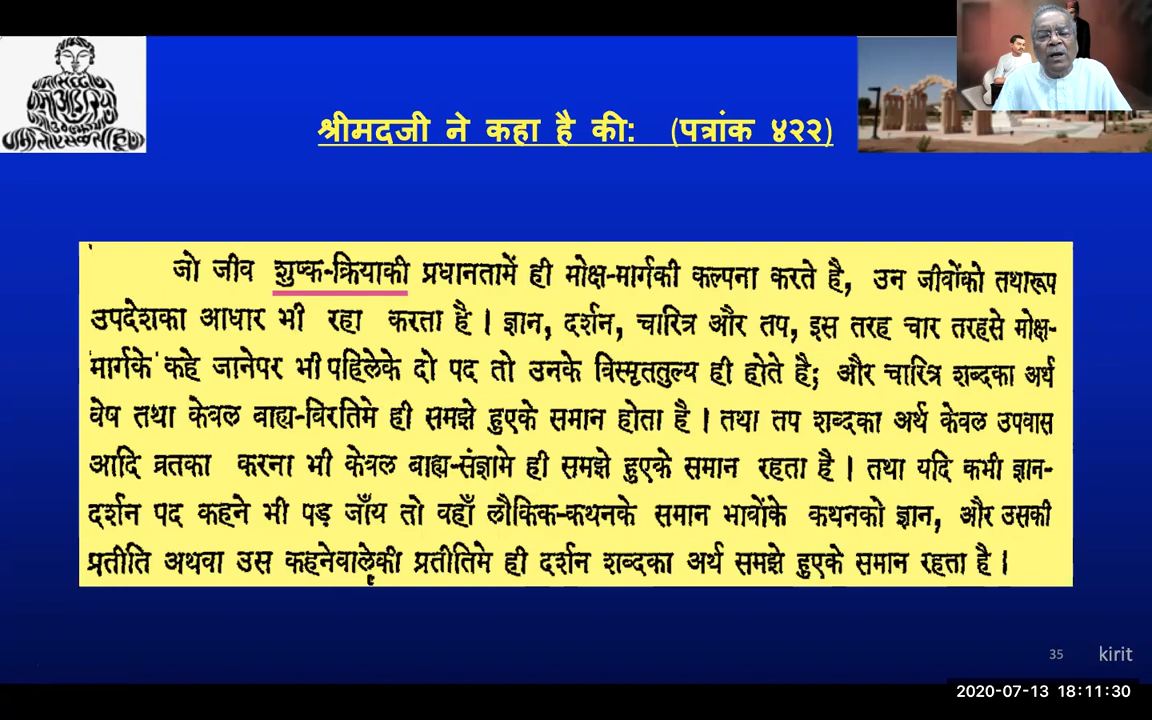 श्रीमदजी ने कहा है की: (पत्रांक ४२२)
जो जीव शुष्क-क्रियाकी प्रधानतामें ही मोक्ष-मार्गकी कल्पना करते है, उन जीवोंको तथारूप
उपदेशका आधार भी रहा करता है । ज्ञान, दर्शन, चारित्र और तप, इस तरह चार तरहसे मोक्ष-
मार्गके कहे जानेपर भी पहिलेके दो पद तो उनके विस्मृततुल्य ही होते है; और चारित्र शब्दका अर्थ
वेष तथा केवल बाह्य-विरतिमे ही समझे हुएके समान होता है । तथा तप शब्दका अर्थ केवल उपवास
आदि व्रतका करना भी केवल बाह्य-संज्ञामे ही समझे हुएके समान रहता है । तथा यदि कभी ज्ञान-
दर्शन पद कहने भी पड़ जाँय तो वहाँ लौकिक-कथनके समान भावोंके कथनको ज्ञान, और उसकी
प्रतीति अथवा उस कहनेवालेकी प्रतीतिमे ही दर्शन शब्दका अर्थ समझे हुएके समान रहता है ।
35 kirit
2020-07-13 18:11:30